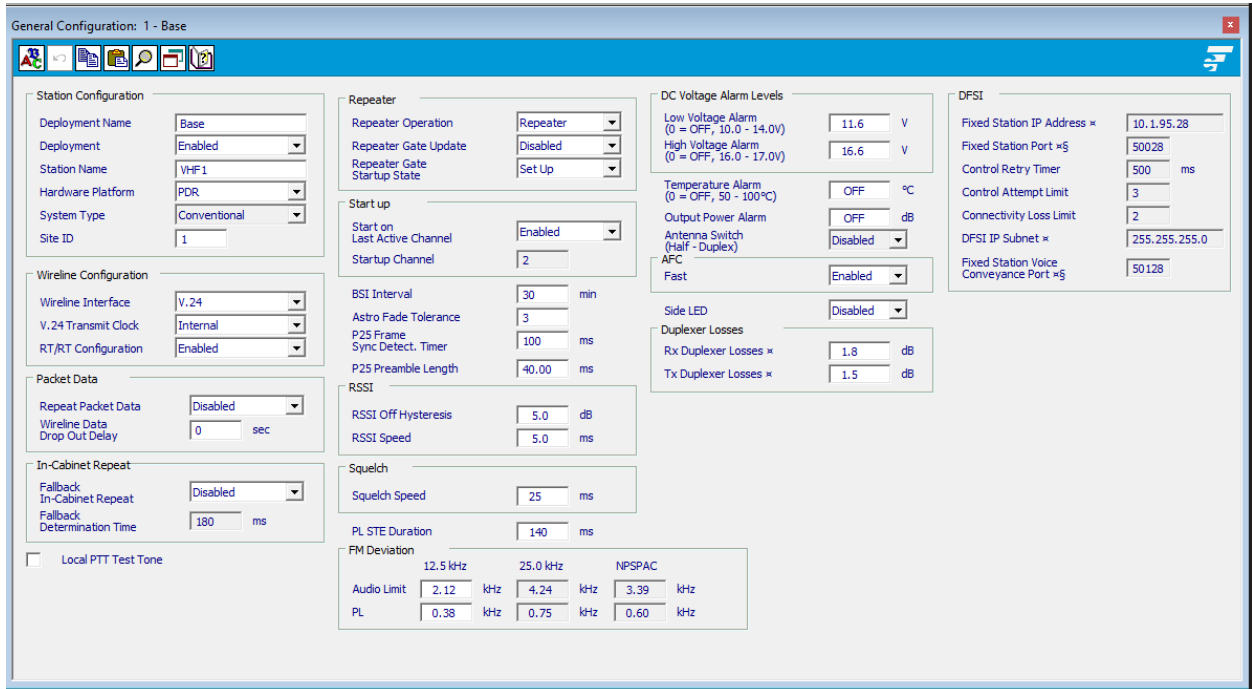 General Configuration: 1 - Base
Station Configuration
Deployment Name Base
Deployment Enabled
Station Name VHF1
Hardware Platform PDR
System Type Conventional
Site ID 1
Wireline Configuration
Wireline Interface V.24
V.24 Transmit Clock Internal
RT/RT Configuration Enabled
Packet Data
Repeat Packet Data Disabled
Wireline Data
Drop Out Delay 0 sec
In-Cabinet Repeat
Fallback
In-Cabinet Repeat Disabled
Fallback
Determination Time 180 ms
Local PTT Test Tone
Repeater
Repeater Operation Repeater
Repeater Gate Update Disabled
Repeater Gate
Startup State Set Up
Start up
Start on
Last Active Channel Enabled
Startup Channel 2
BSI Interval 30 min
Astro Fade Tolerance 3
P25 Frame
Sync Detect. Timer 100 ms
P25 Preamble Length 40.00 ms
RSSI
RSSI Off Hysteresis 5.0 dB
RSSI Speed 5.0 ms
Squelch
Squelch Speed 25 ms
PL STE Duration 140 ms
FM Deviation
12.5 kHz 25.0 kHz NPSPAC
Audio Limit 2.12 kHz 4.24 kHz 3.39 kHz
PL 0.38 kHz 0.75 kHz 0.60 kHz
DC Voltage Alarm Levels
Low Voltage Alarm
(0 = OFF, 10.0 - 14.0V) 11.6 V
High Voltage Alarm
(0 = OFF, 16.0 - 17.0V) 16.6 V
Temperature Alarm
(0 = OFF, 50 - 100°C) OFF °C
Output Power Alarm OFF dB
Antenna Switch
(Half - Duplex) Disabled
AFC
Fast Enabled
Side LED Disabled
Duplexer Losses
Rx Duplexer Losses ¤ 1.8 dB
Tx Duplexer Losses ¤ 1.5 dB
DFSI
Fixed Station IP Address ¤ 10.1.95.28
Fixed Station Port ¤§ 50028
Control Retry Timer 500 ms
Control Attempt Limit 3
Connectivity Loss Limit 2
DFSI IP Subnet ¤ 255.255.255.0
Fixed Station Voice
Conveyance Port ¤§ 50128